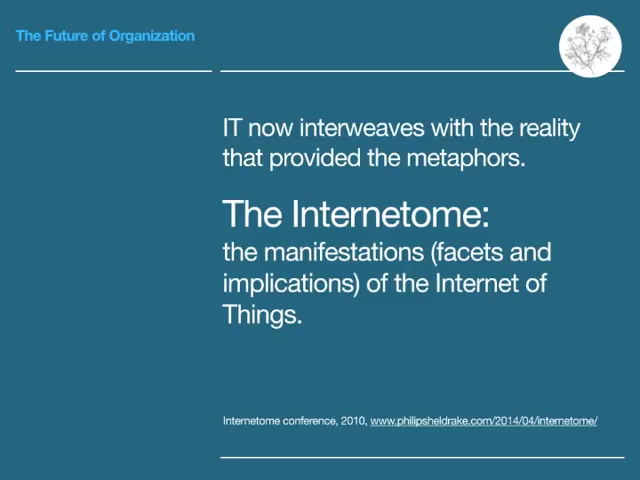 The Future of Organization
IT now interweaves with the reality
that provided the metaphors.
The Internetome:
the manifestations (facets and
implications) of the Internet of
Things.
Internetome conference, 2010, www.philipsheldrake.com/2014/04/internetome/